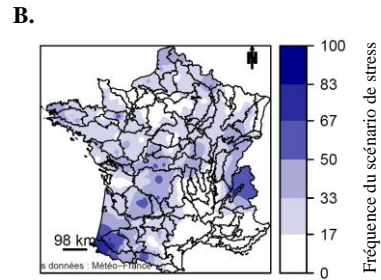 B.
N
100
83
67
50
33
17
0
Fréquence du scénario de stress
98 km
s données : Météo-France